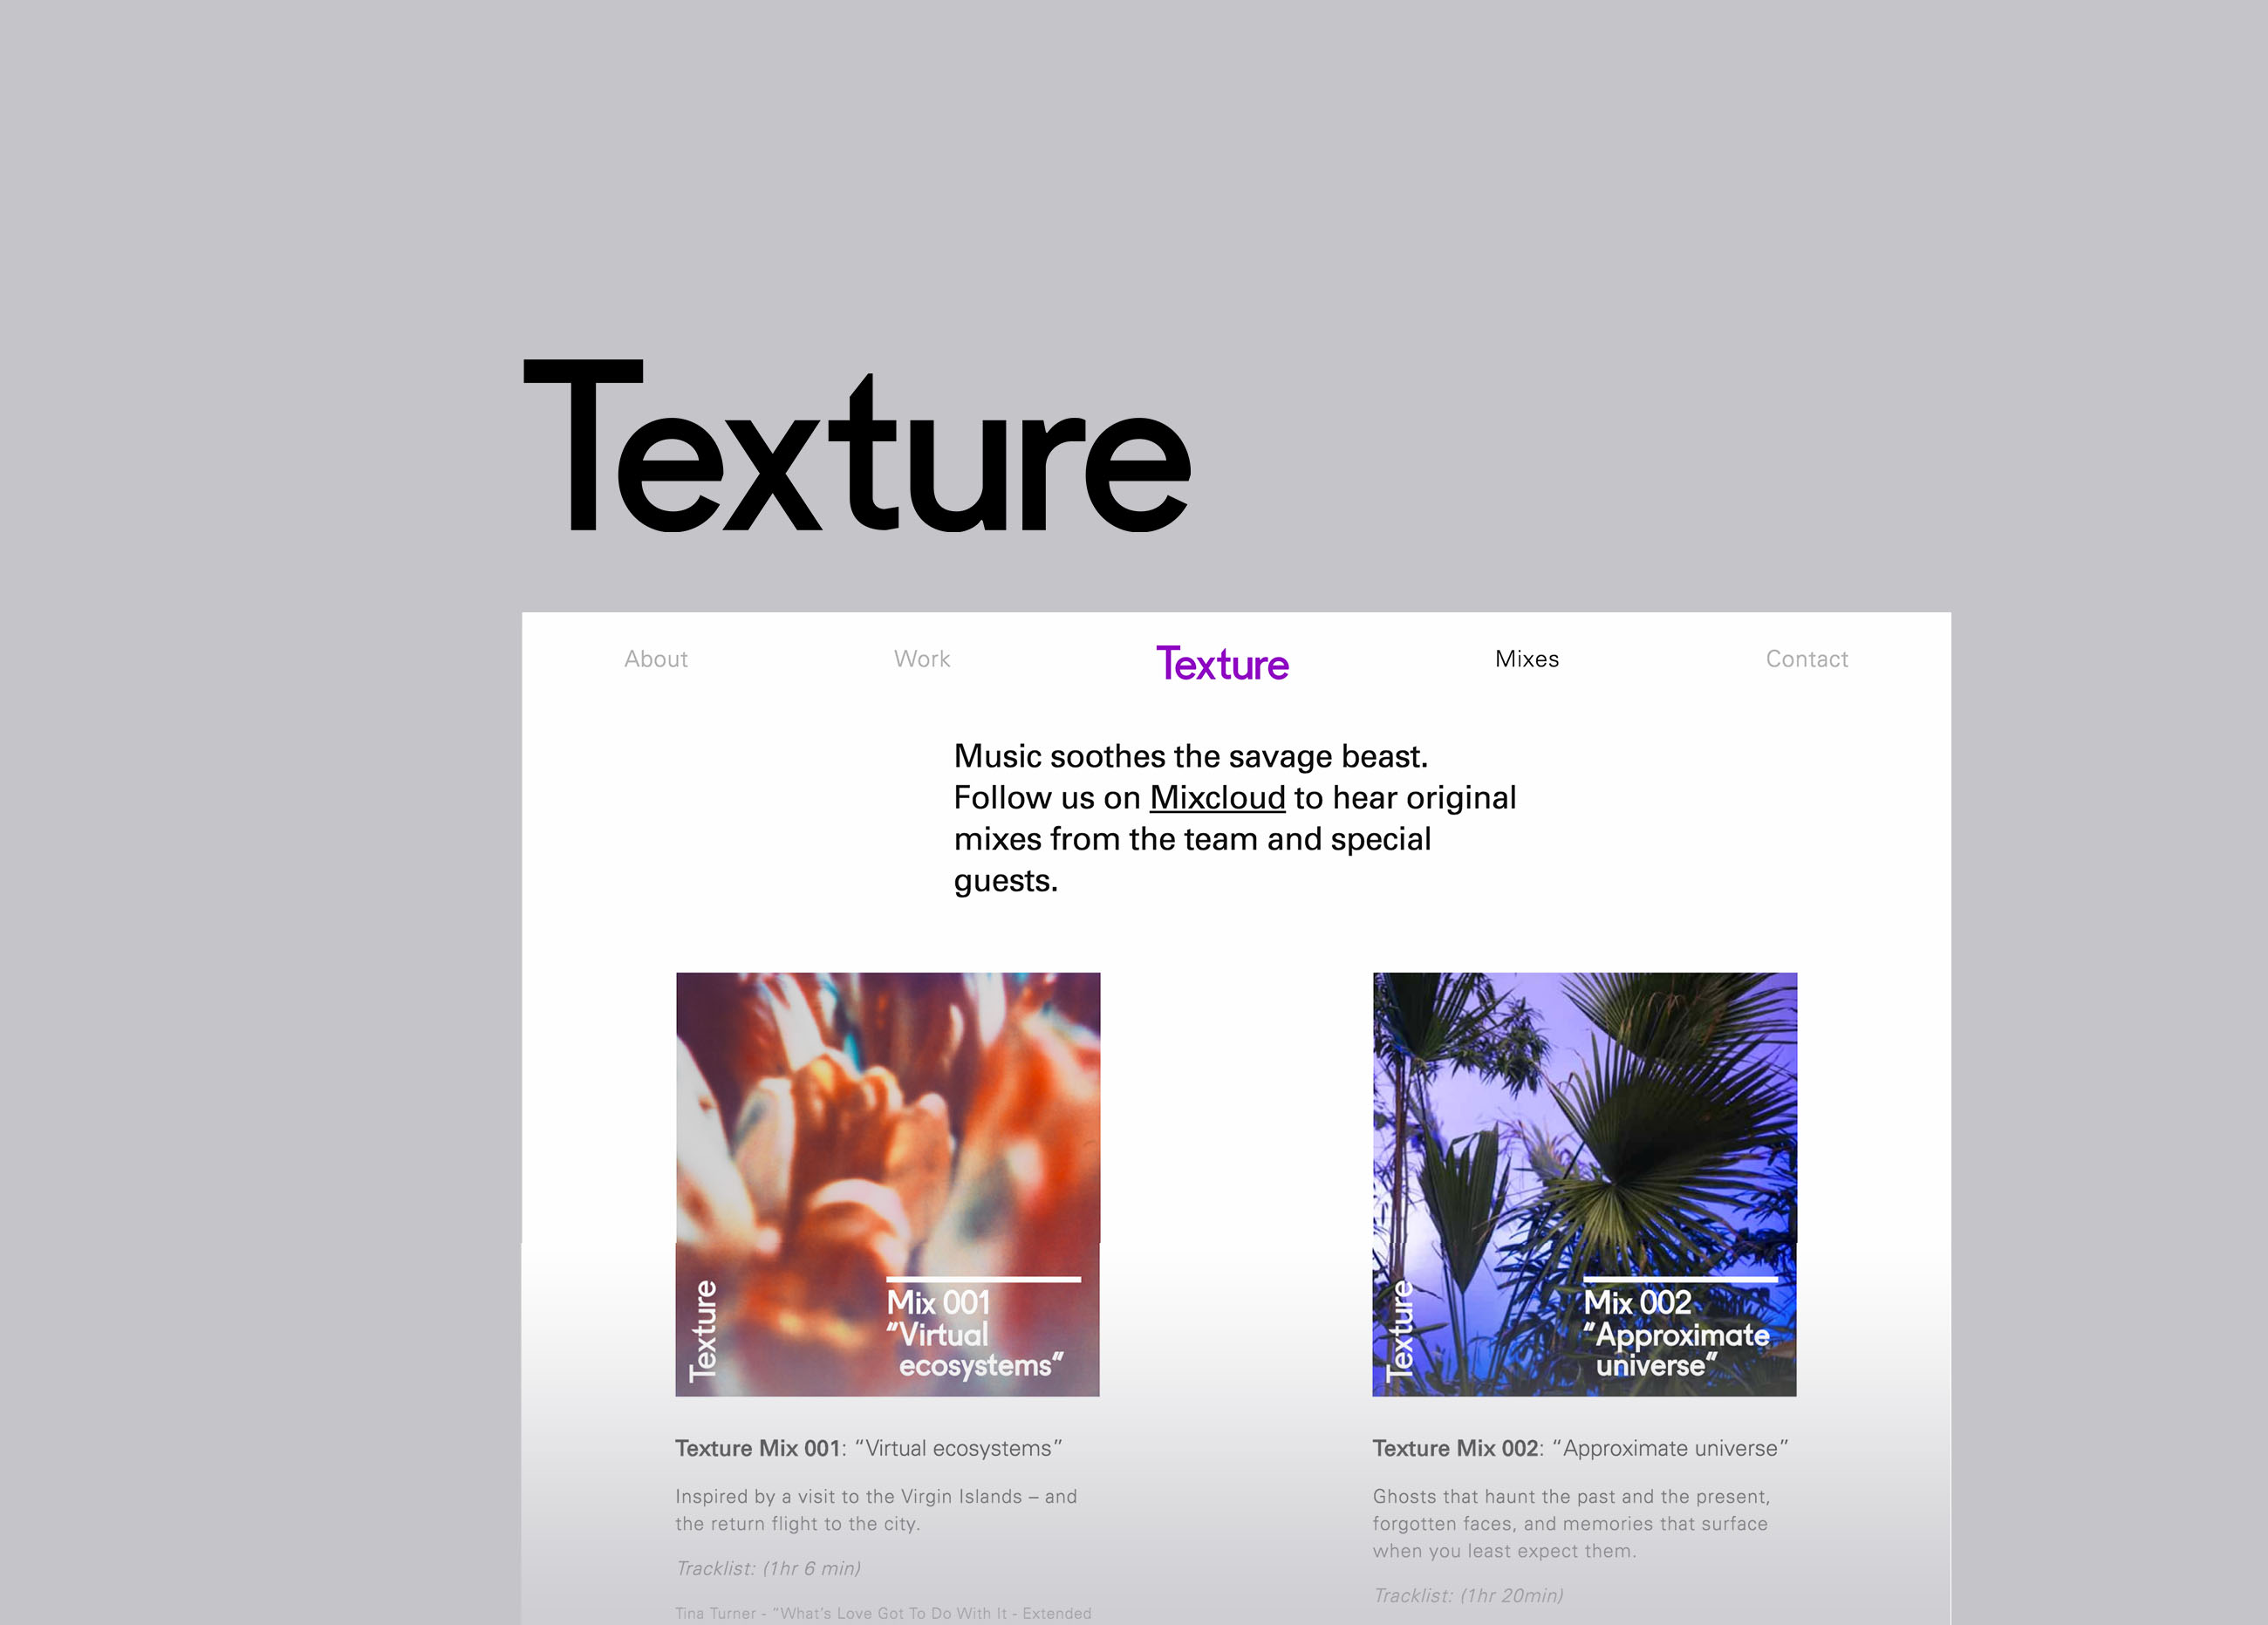 Texture
About
Work
Texture
Mixes
Contact
Music soothes the savage beast.
Follow us on Mixcloud to hear original
mixes from the team and special
guests.
Texture
Mix 001
"Virtual
ecosystems"
Texture
Mix 002
"Approximate
universe"
Texture Mix 001: “Virtual ecosystems”
Inspired by a visit to the Virgin Islands – and
the return flight to the city.
Tracklist: (1hr 6 min)
Tina Turner - “What’s Love Got To Do With It - Extended
Texture Mix 002: “Approximate universe”
Ghosts that haunt the past and the present,
forgotten faces, and memories that surface
when you least expect them.
Tracklist: (1hr 20min)